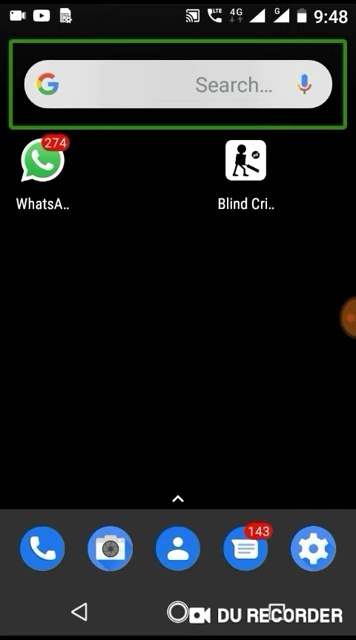 LTE 4G G 9:48
Search...
274
WhatsA..
Blind Cri..
143
DU RECORDER